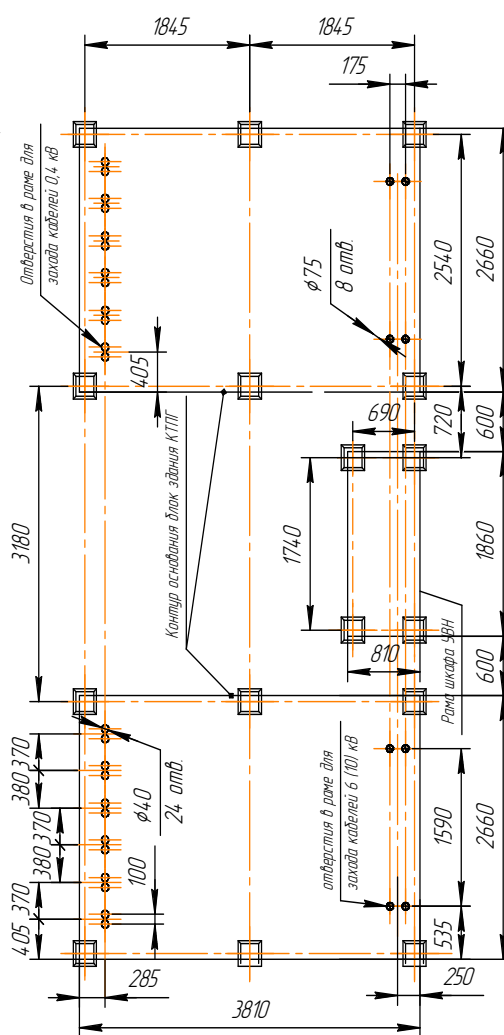 1845
1845
175
Отверстия в раме для
захода кабелей 0,4 кВ
ϕ75
8 отв.
2540
2660
405
690
720
600
3180
Контур основания блок здания КТПГ
1740
1860
810
600
Рама шкафа УВН
380 370
380 370
405 370
ϕ40
24 отв.
100
отверстия в раме для
захода кабелей 6 (10) кВ
1590
2660
535
285
250
3810